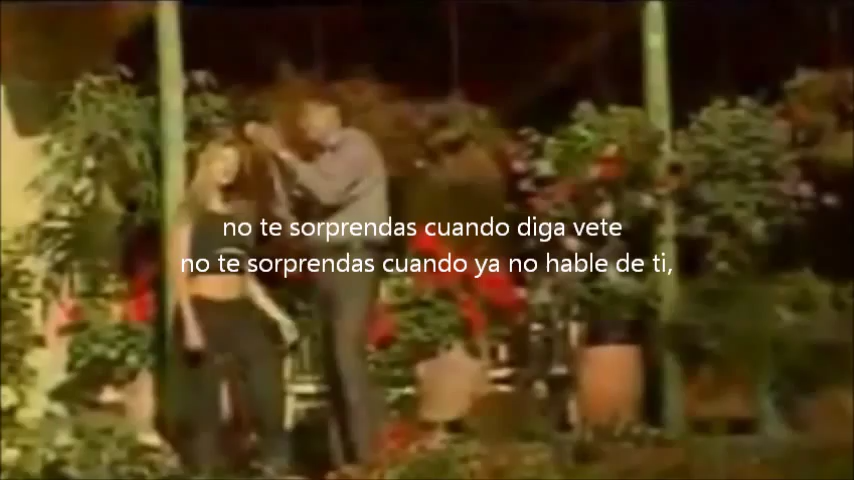 no te sorprendas cuando diga vete
no te sorprendas cuando ya no hable de ti,